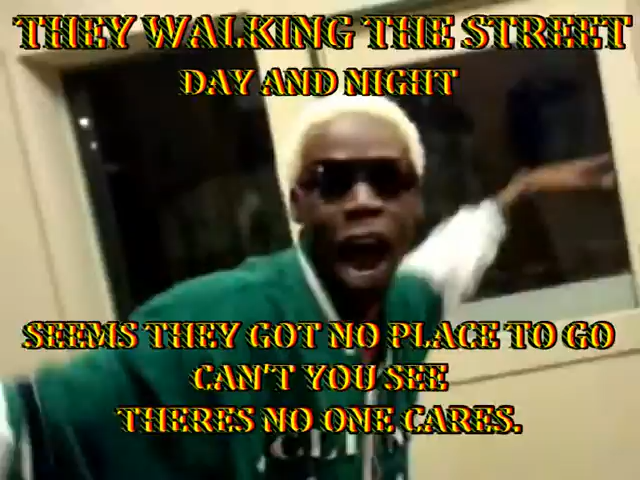 THEY WALKING THE STREET
DAY AND NIGHT
SEEMS THEY GOT NO PLACE TO GO
CAN'T YOU SEE
THERES NO ONE CARES.